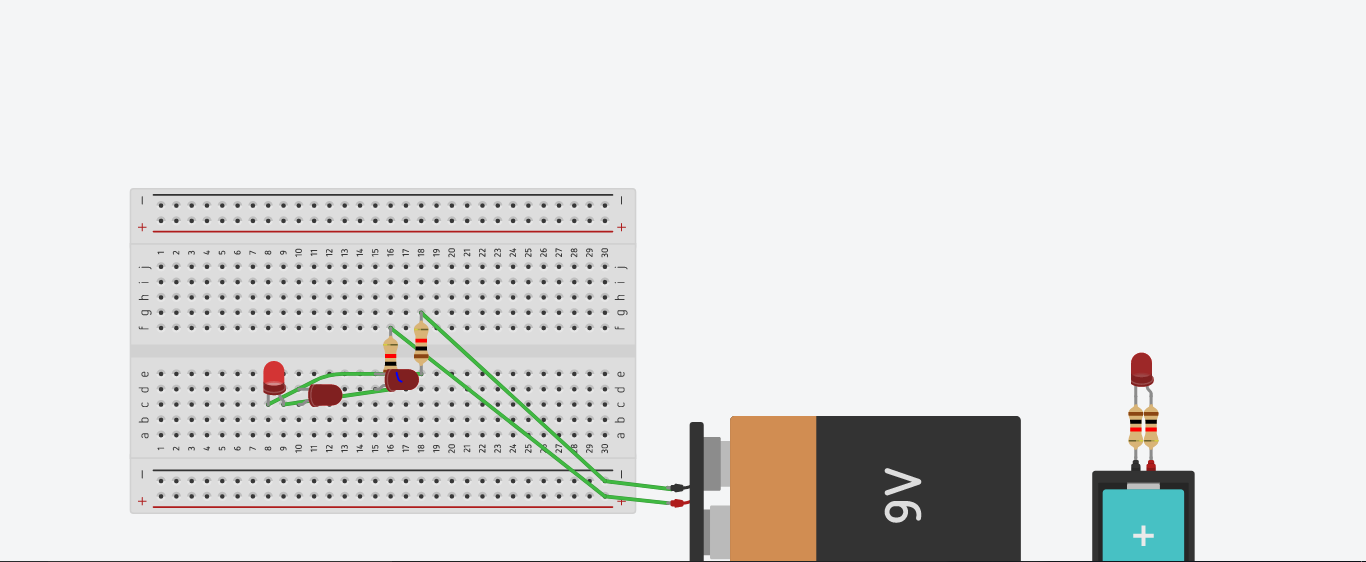 − −
+ +
1 2 3 4 5 6 7 8 9 10 11 12 13 14 15 16 17 18 19 20 21 22 23 24 25 26 27 28 29 30
j j
i i
h h
g g
f f
e e
d d
c c
b b
a a
1 2 3 4 5 6 7 8 9 10 11 12 13 14 15 16 17 18 19 20 21 22 23 24 25 26 27 28 29 30
− −
+ +
9V
+